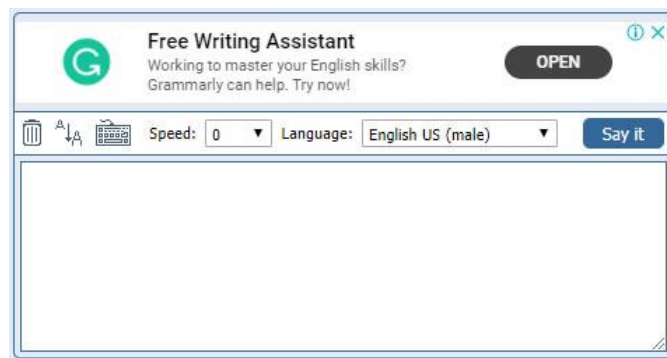 Free Writing Assistant
Working to master your English skills?
Grammarly can help. Try now!
OPEN
Speed: 0 Language: English US (male) Say it